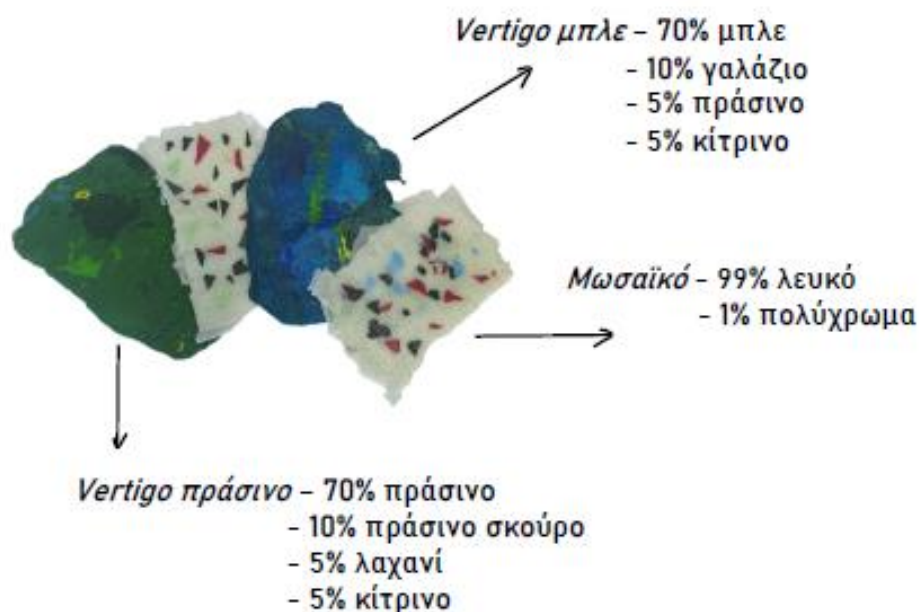 Vertigo μπλε - 70% μπλε
- 10% γαλάζιο
- 5% πράσινο
- 5% κίτρινο
Μωσαϊκό - 99% λευκό
- 1% πολύχρωμα
Vertigo πράσινο - 70% πράσινο
- 10% πράσινο σκούρο
- 5% λαχανί
- 5% κίτρινο